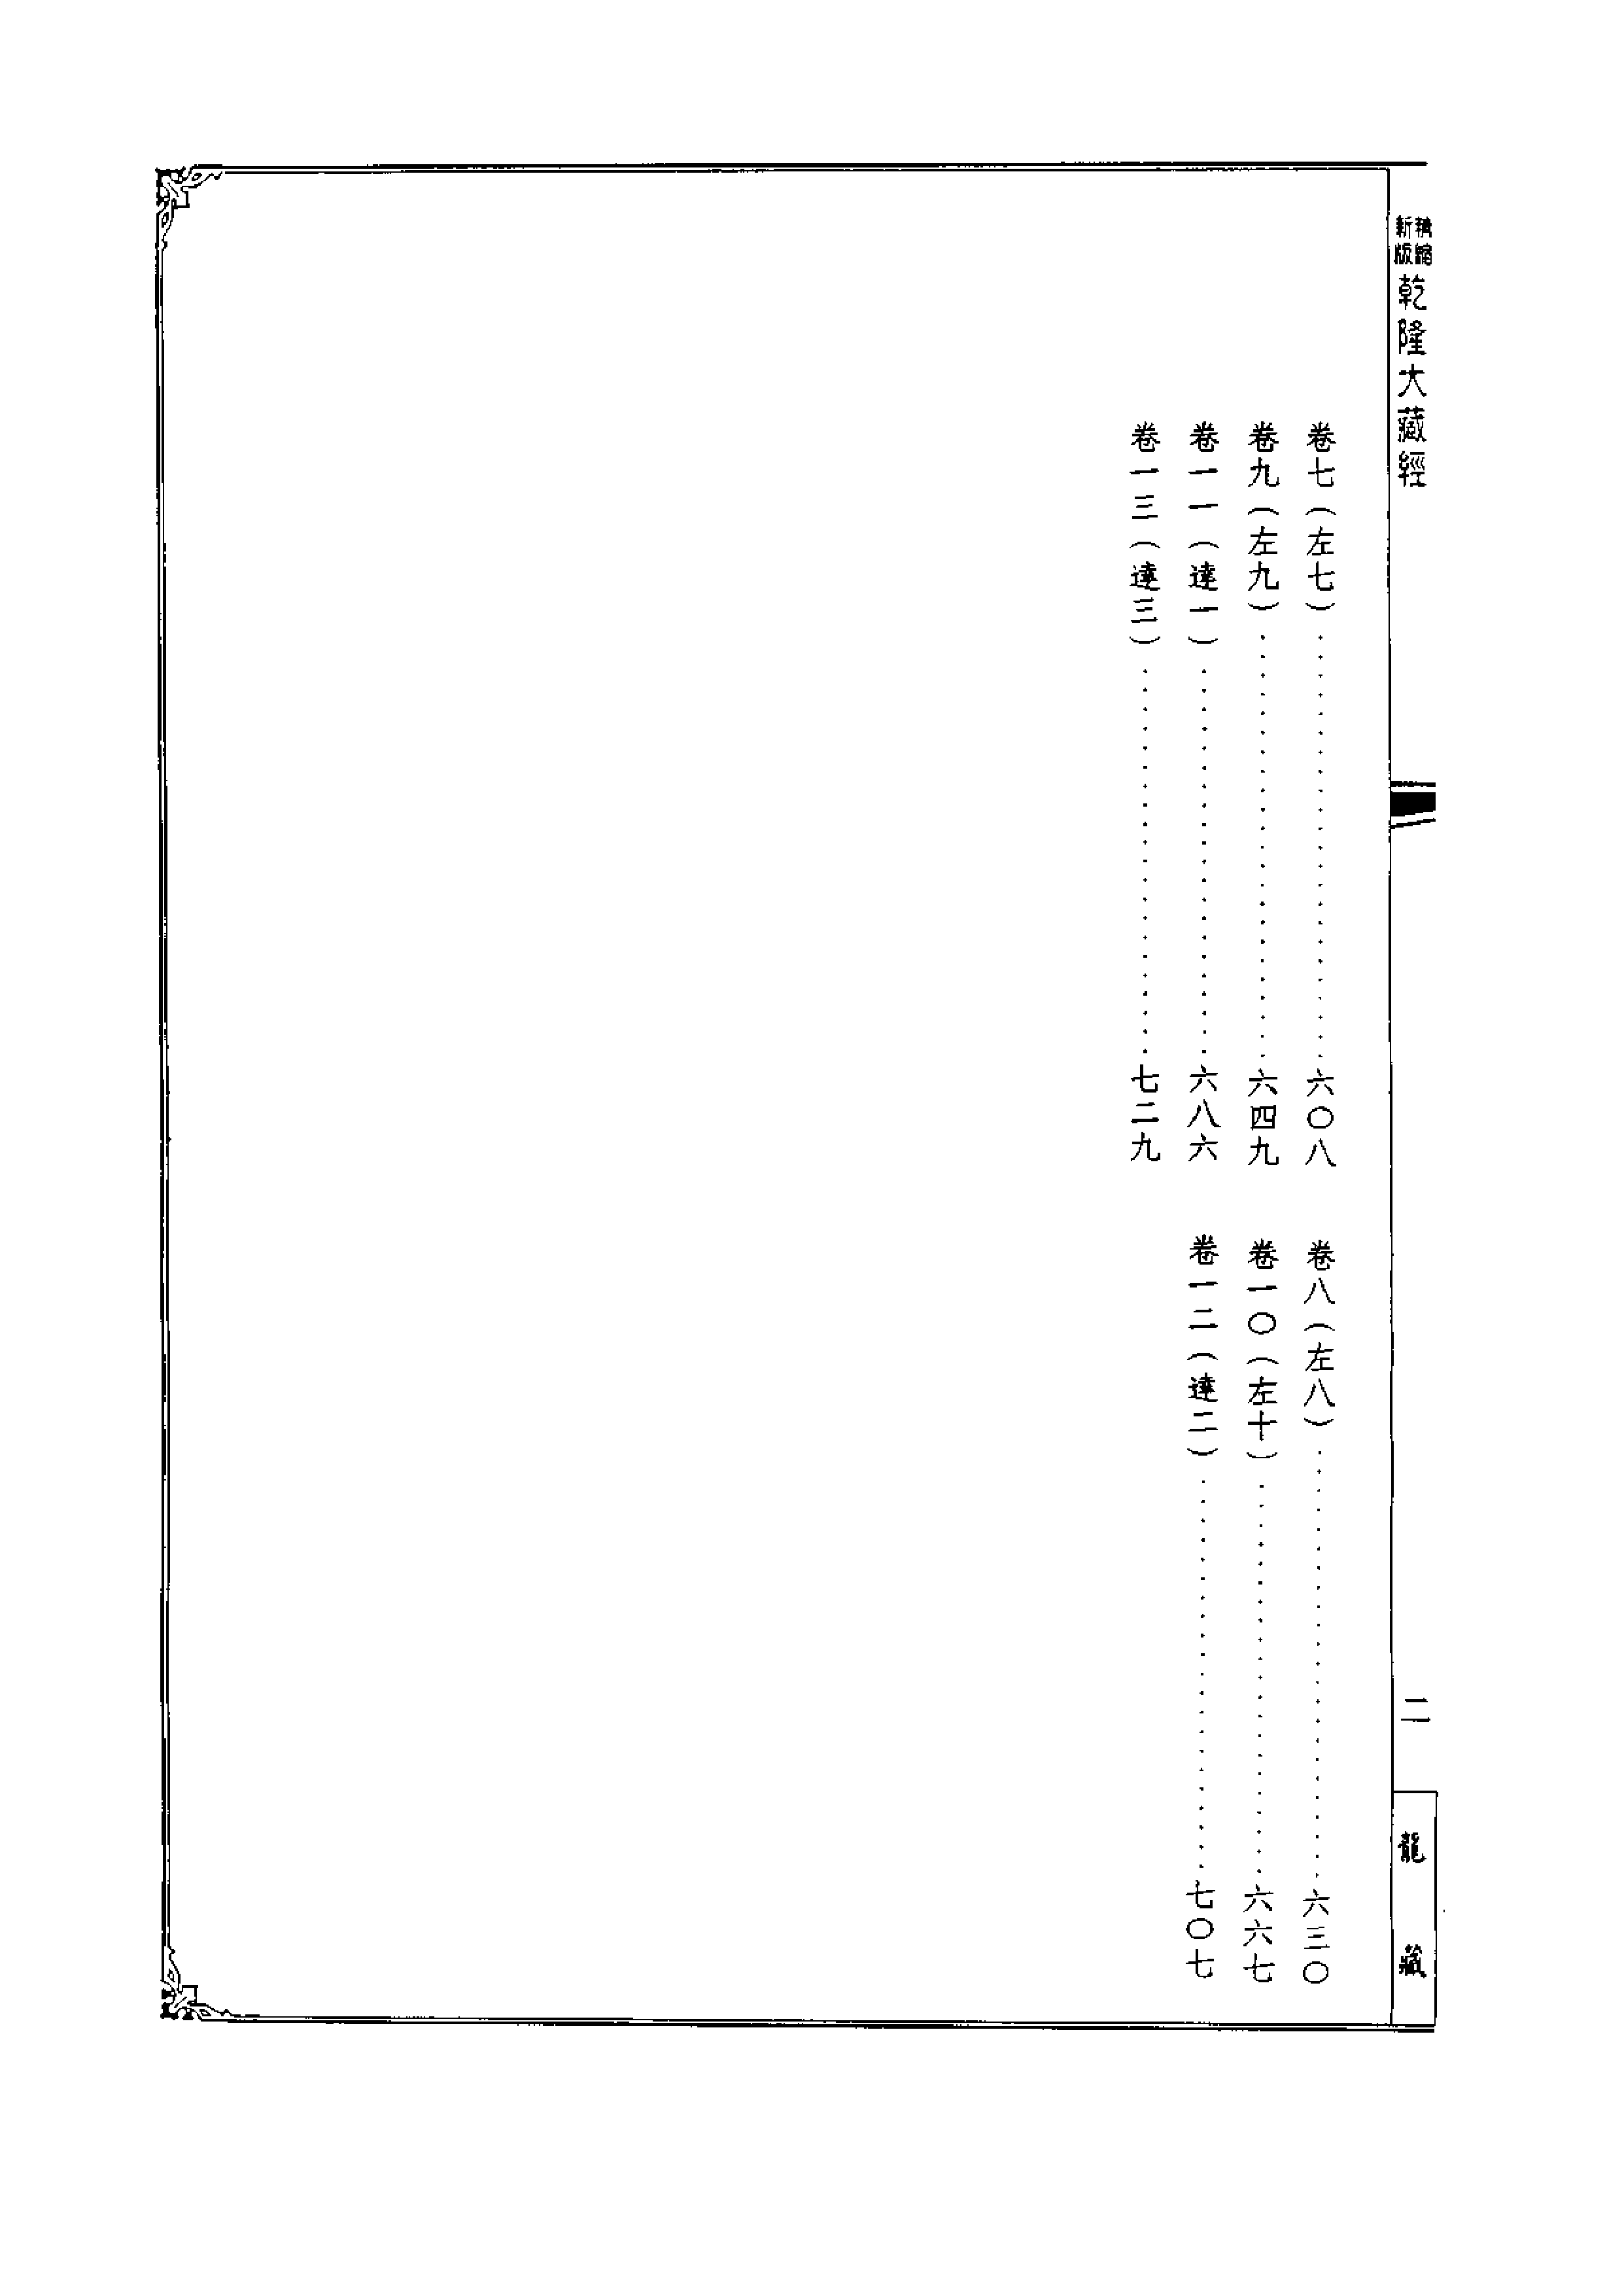 精縮
新版
乾隆大藏經
二
龍藏
卷七（左七）······················六〇八
卷八（左八）······················六三〇
卷九（左九）······················六四九
卷一〇（左十）·····················六六七
卷一一（達一）·····················六八六
卷一二（達二）·····················七〇七
卷一三（達三）·····················七二九